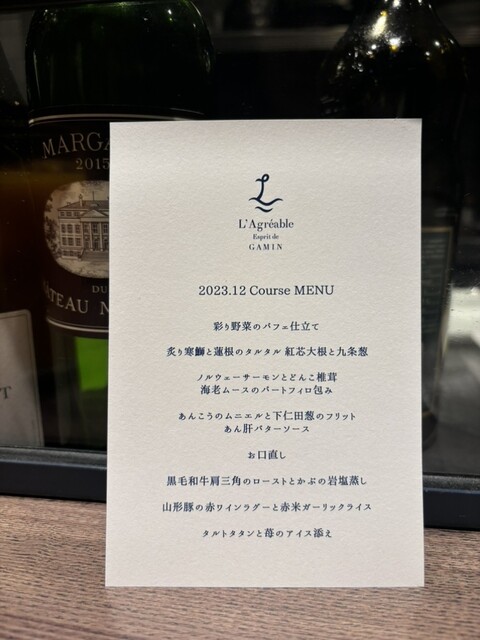 MARGA
2015
DU
ATEAU M
T
L
L'Agréable
Esprit de
GAMIN
2023.12 Course MENU
彩り野菜のパフェ仕立て
炙り寒鰤と蓮根のタルタル 紅芯大根と九条葱
ノルウェーサーモンとどんこ椎茸
海老ムースのパートフィロ包み
あんこうのムニエルと下仁田葱のフリット
あん肝バターソース
お口直し
黒毛和牛肩三角のローストとかぶの岩塩蒸し
山形豚の赤ワインラグーと赤米ガーリックライス
タルトタタンと苺のアイス添え